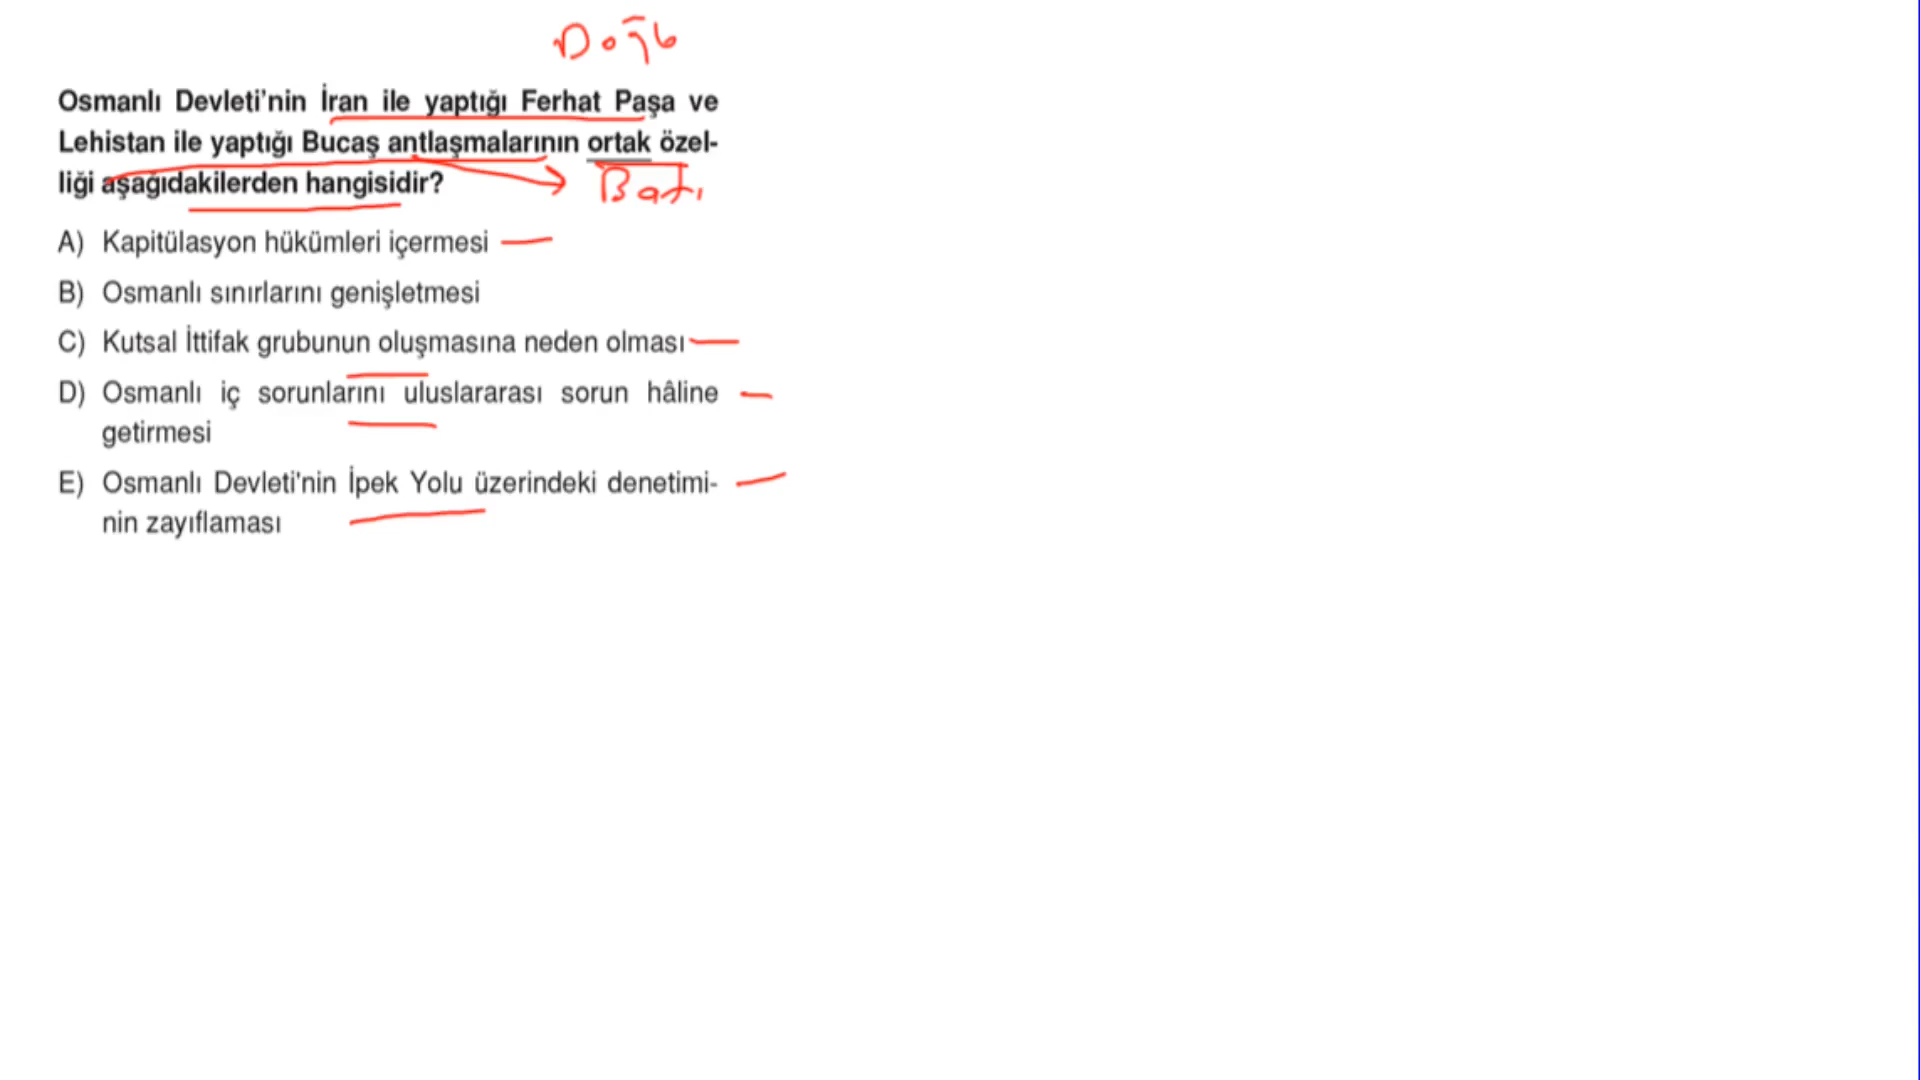 Doğu
Osmanlı Devleti'nin İran ile yaptığı Ferhat Paşa ve
Lehistan ile yaptığı Bucaş antlaşmalarının ortak özel-
liği aşağıdakilerden hangisidir?
Batı
A) Kapitülasyon hükümleri içermesi
B) Osmanlı sınırlarını genişletmesi
C) Kutsal İttifak grubunun oluşmasına neden olması
D) Osmanlı iç sorunlarını uluslararası sorun hâline
getirmesi
E) Osmanlı Devleti'nin İpek Yolu üzerindeki denetimi-
nin zayıflaması